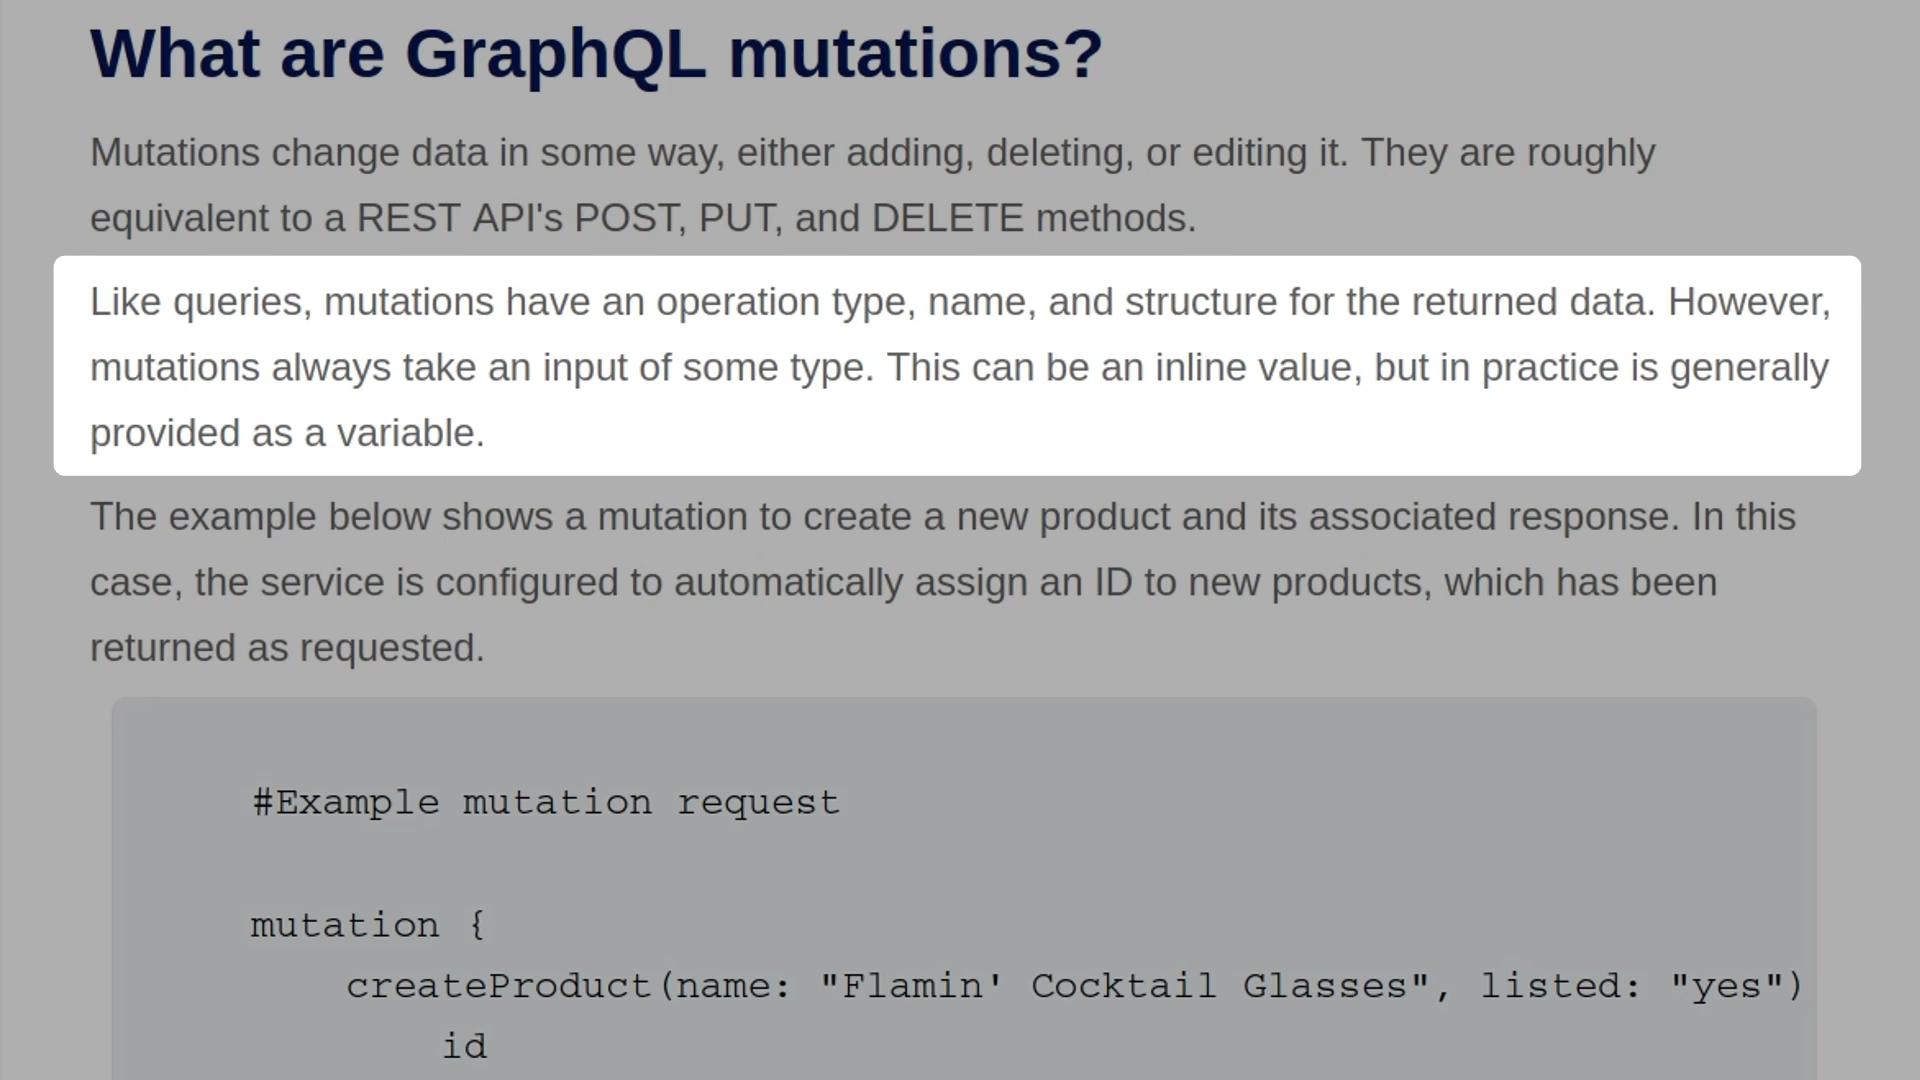 What are GraphQL mutations?
Mutations change data in some way, either adding, deleting, or editing it. They are roughly
equivalent to a REST API's POST, PUT, and DELETE methods.
Like queries, mutations have an operation type, name, and structure for the returned data. However,
mutations always take an input of some type. This can be an inline value, but in practice is generally
provided as a variable.
The example below shows a mutation to create a new product and its associated response. In this
case, the service is configured to automatically assign an ID to new products, which has been
returned as requested.
#Example mutation request
mutation {
createProduct(name: "Flamin' Cocktail Glasses", listed: "yes")
id